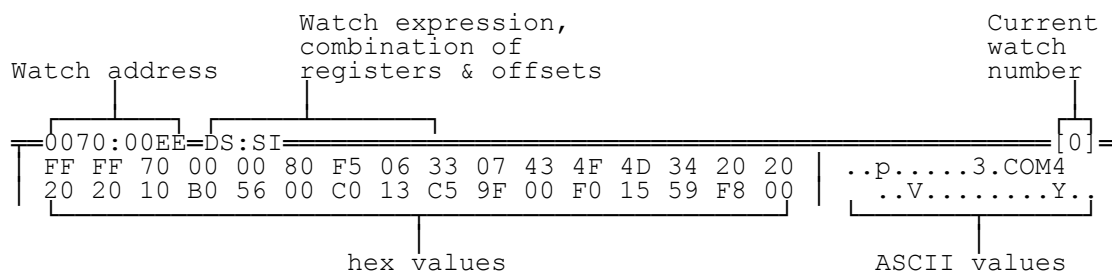 Watch expression, Current
combination of watch
Watch address registers & offsets number
0070:00EE DS:SI [0]
FF FF 70 00 00 80 F5 06 33 07 43 4F 4D 34 20 20 ..p.....3.COM4
20 20 10 B0 56 00 C0 13 C5 9F 00 F0 15 59 F8 00 ..V........Y..
hex values ASCII values